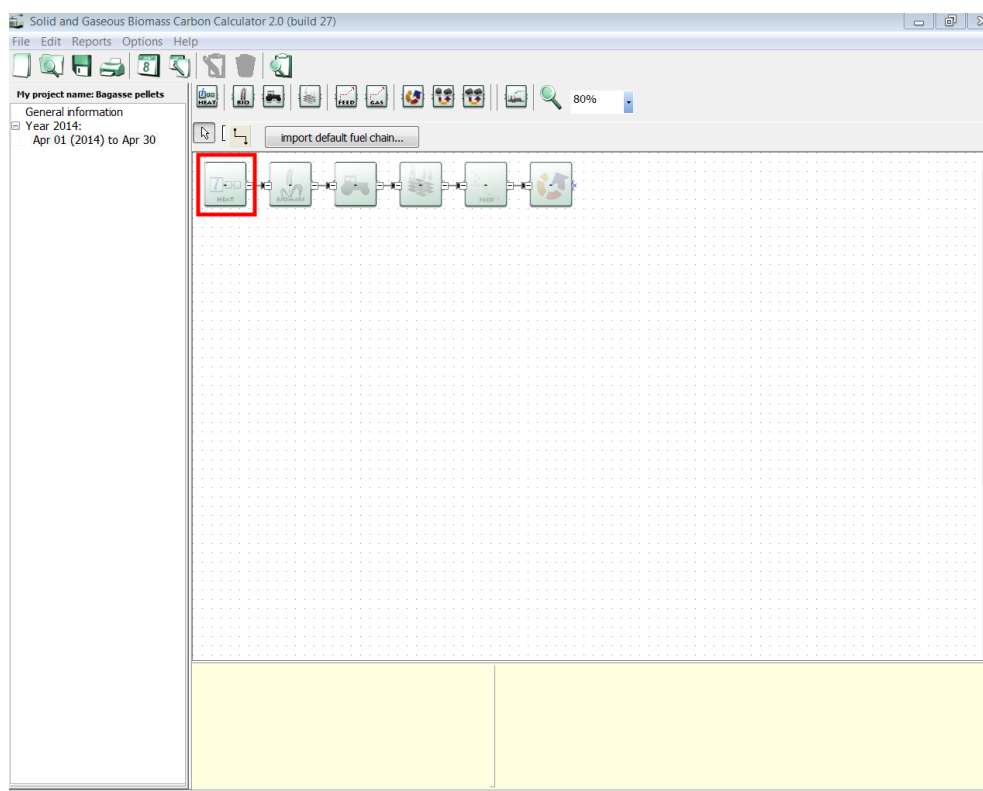 Solid and Gaseous Biomass Carbon Calculator 2.0 (build 27)
File Edit Reports Options Help
8
My project name: Bagasse pellets
HEAT BIO FEED GAS 80%
General information
Year 2014:
Apr 01 (2014) to Apr 30
import default fuel chain...
HEAT BIOMASS FEED